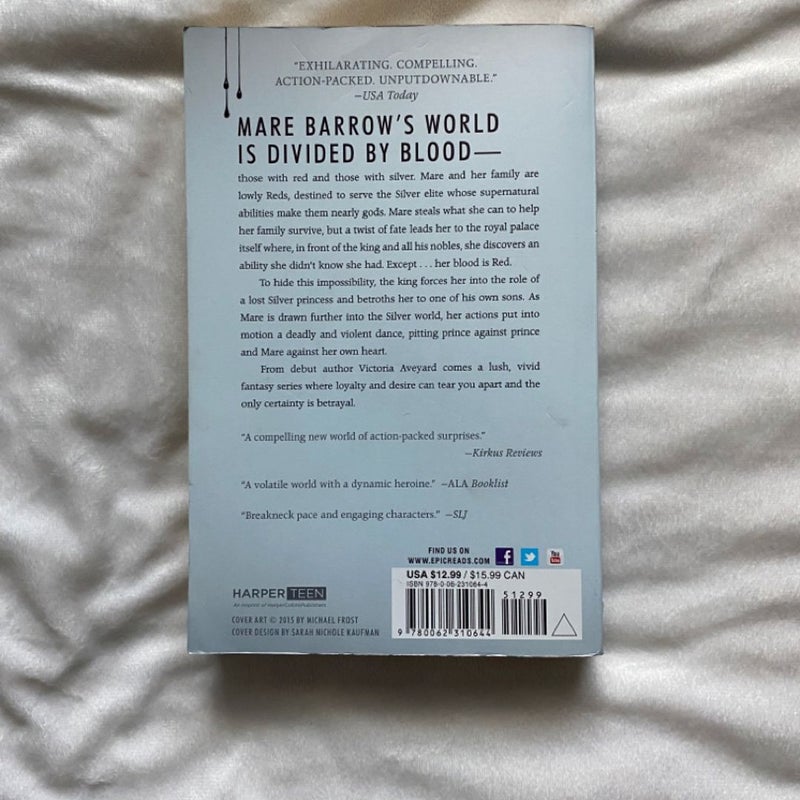 "EXHILARATING. COMPELLING.
ACTION-PACKED. UNPUTDOWNABLE."
—USA Today
MARE BARROW'S WORLD
IS DIVIDED BY BLOOD—
those with red and those with silver. Mare and her family are
lowly Reds, destined to serve the Silver elite whose supernatural
abilities make them nearly gods. Mare steals what she can to help
her family survive, but a twist of fate leads her to the royal palace
itself where, in front of the king and all his nobles, she discovers an
ability she didn't know she had. Except . . . her blood is Red.
To hide this impossibility, the king forces her into the role of
a lost Silver princess and betroths her to one of his own sons. As
Mare is drawn further into the Silver world, her actions put into
motion a deadly and violent dance, pitting prince against prince
and Mare against her own heart.
From debut author Victoria Aveyard comes a lush, vivid
fantasy series where loyalty and desire can tear you apart and the
only certainty is betrayal.
"A compelling new world of action-packed surprises."
—Kirkus Reviews
"A volatile world with a dynamic heroine." —ALA Booklist
"Breakneck pace and engaging characters." —SLJ
FIND US ON
WWW.EPICREADS.COM
You
Tube
USA $12.99 / $15.99 CAN
ISBN 978-0-06-231064-4
51299
9 780062 310644
HARPER TEEN
An Imprint of HarperCollinsPublishers
COVER ART © 2015 BY MICHAEL FROST
COVER DESIGN BY SARAH NICHOLE KAUFMAN